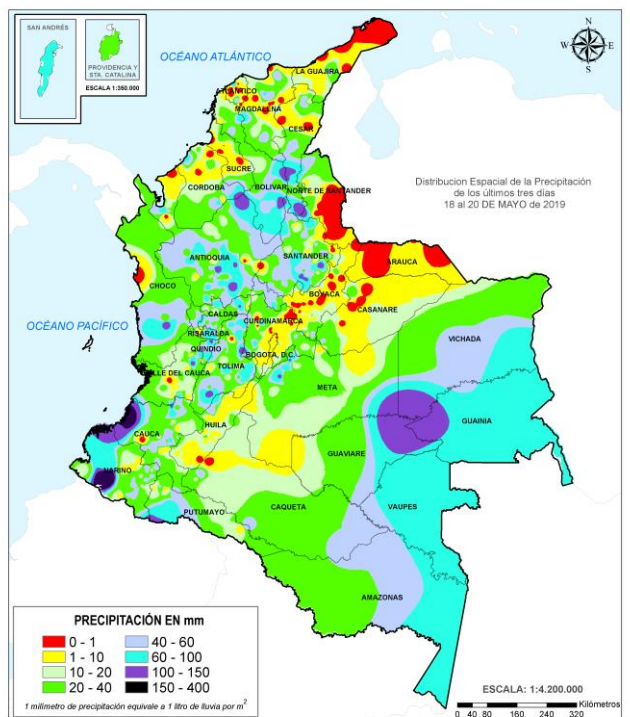 SAN ANDRÉS
PROVIDENCIA Y
STA. CATALINA
ESCALA 1:350.000
OCÉANO ATLÁNTICO
N
W
E
S
LA GUAJIRA
ATLÁNTICO
MAGDALENA
CESAR
SUCRE
CORDOBA
BOLIVAR
NORTE DE SANTANDER
Distribucion Espacial de la Precipitación
de los últimos tres días
18 al 20 DE MAYO de 2019
ANTIOQUIA
SANTANDER
ARAUCA
CHOCO
BOYACA
CASANARE
OCÉANO PACÍFICO
CALDAS
CUNDINAMARCA
RISARALDA
VICHADA
QUINDIO
BOGOTA, D.C.
TOLIMA
VALLE DEL CAUCA
META
GUAINIA
HUILA
CAUCA
GUAVIARE
NARIÑO
CAQUETA
VAUPES
PUTUMAYO
AMAZONAS
PRECIPITACIÓN EN mm
0 - 1
40 - 60
1 - 10
60 - 100
10 - 20
100 - 150
20 - 40
150 - 400
1 milimetro de precipitación equivale a 1 litro de lluvia por m2
ESCALA: 1:4.200.000
Kilómetros
0 40 80 160 240 320